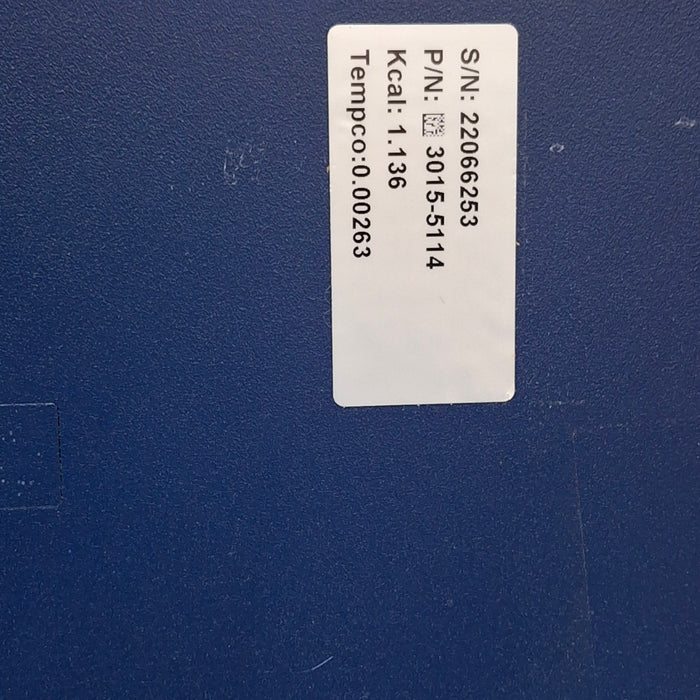 S/N: 22066253
P/N: 3015-5114
Kcal: 1.136
Tempco:0.00263